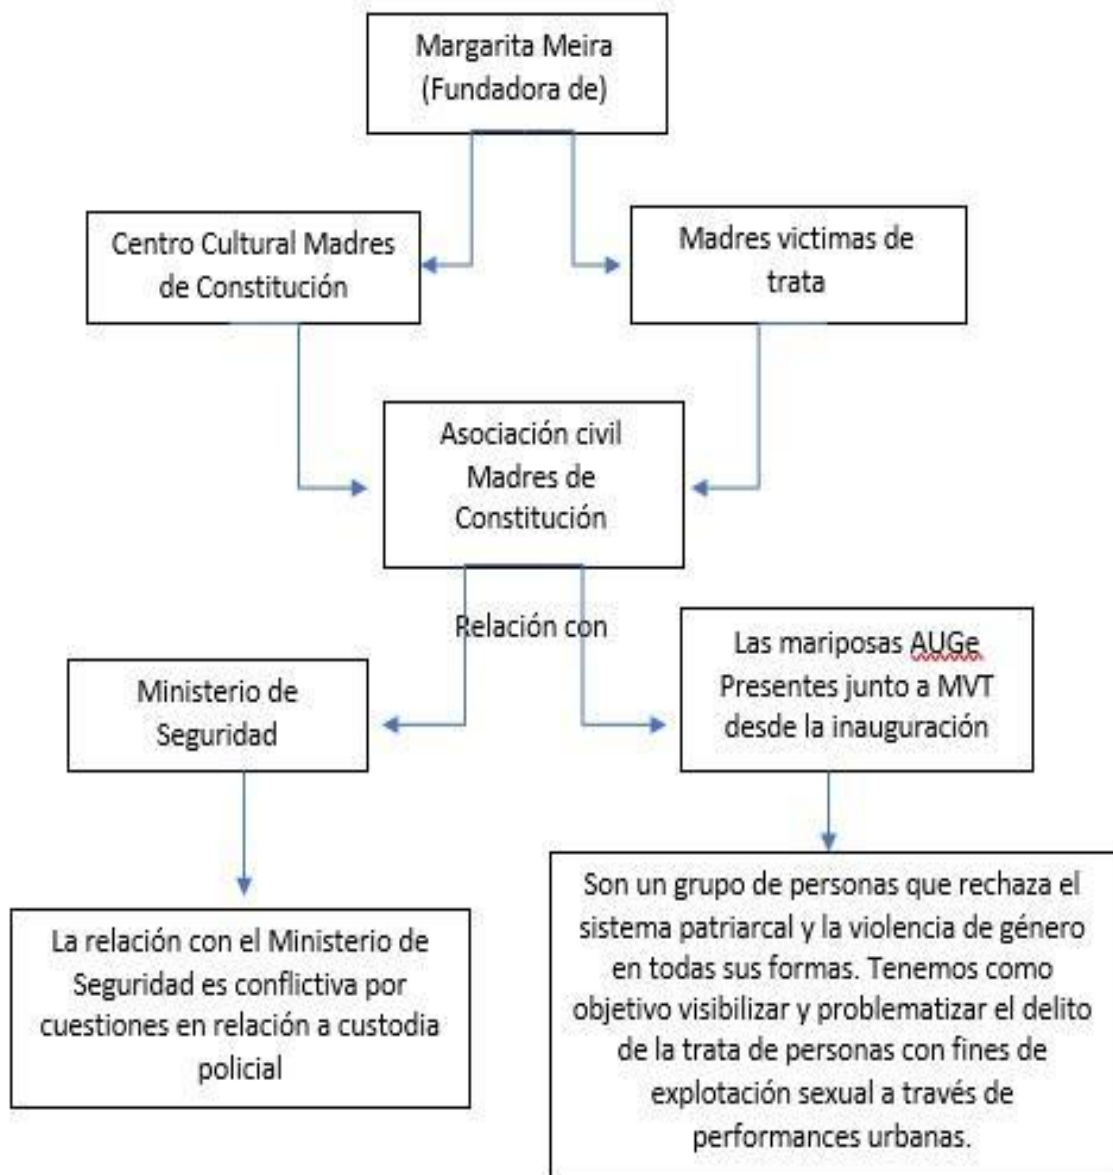 Margarita Meira
(Fundadora de)
Centro Cultural Madres
de Constitución
Madres victimas de
trata
Asociación civil
Madres de
Constitución
Relación con
Ministerio de
Seguridad
Las mariposas AUGe
Presentes junto a MVT
desde la inauguración
La relación con el Ministerio de
Seguridad es conflictiva por
cuestiones en relación a custodia
policial
Son un grupo de personas que rechaza el
sistema patriarcal y la violencia de género
en todas sus formas. Tenemos como
objetivo visibilizar y problematizar el delito
de la trata de personas con fines de
explotación sexual a través de
performances urbanas.